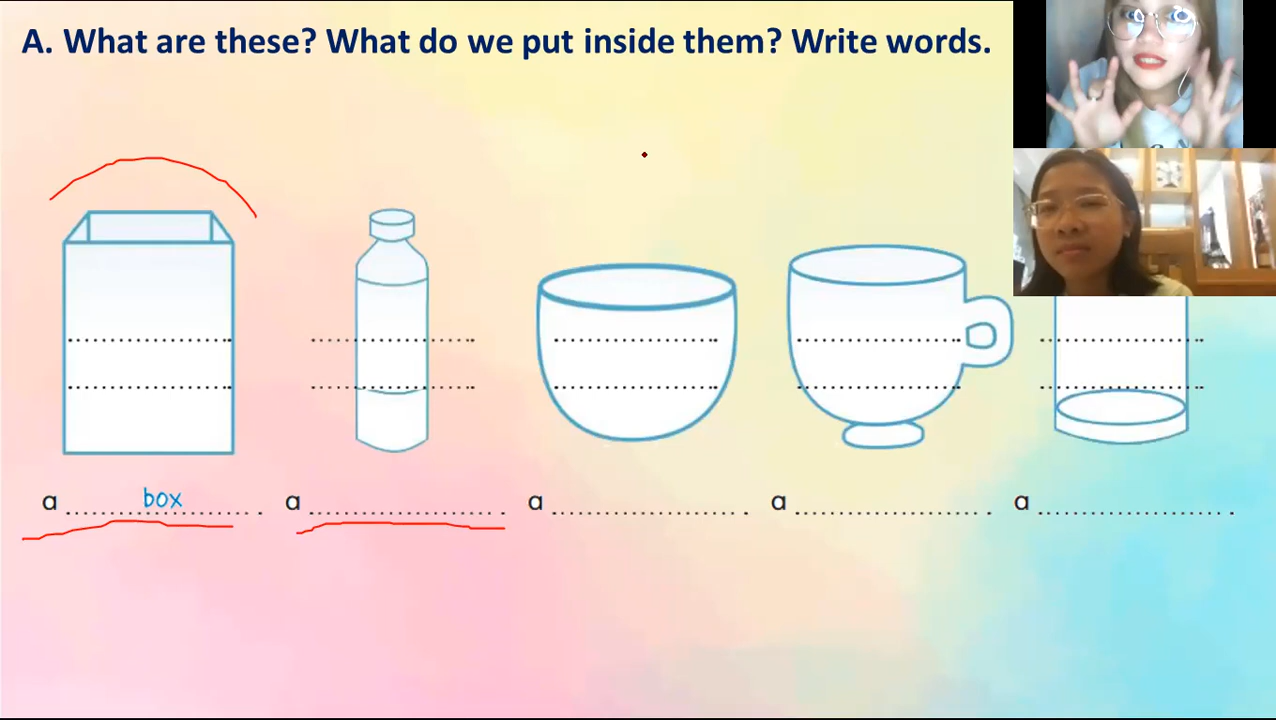 A. What are these? What do we put inside them? Write words.
a box .
a .
a .
a .
a .